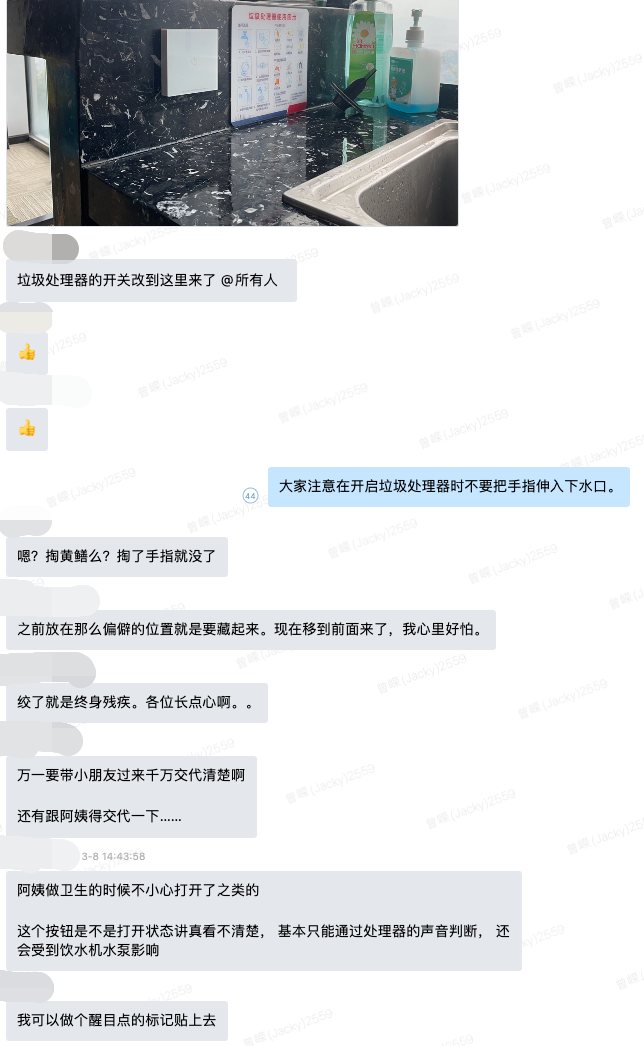 垃圾处理器使用图示
垃圾处理器的开关改到这里来了 @所有人
👍
👍
44
大家注意在开启垃圾处理器时不要把手指伸入下水口。
嗯？掏黄鳝么？掏了手指就没了
之前放在那么偏僻的位置就是要藏起来。现在移到前面来了，我心里好怕。
绞了就是终身残疾。各位长点心啊。。
万一要带小朋友过来千万交代清楚啊
还有跟阿姨得交代一下......
3-8 14:43:58
阿姨做卫生的时候不小心打开了之类的
这个按钮是不是打开状态讲真看不清楚， 基本只能通过处理器的声音判断， 还
会受到饮水机水泵影响
我可以做个醒目点的标记贴上去